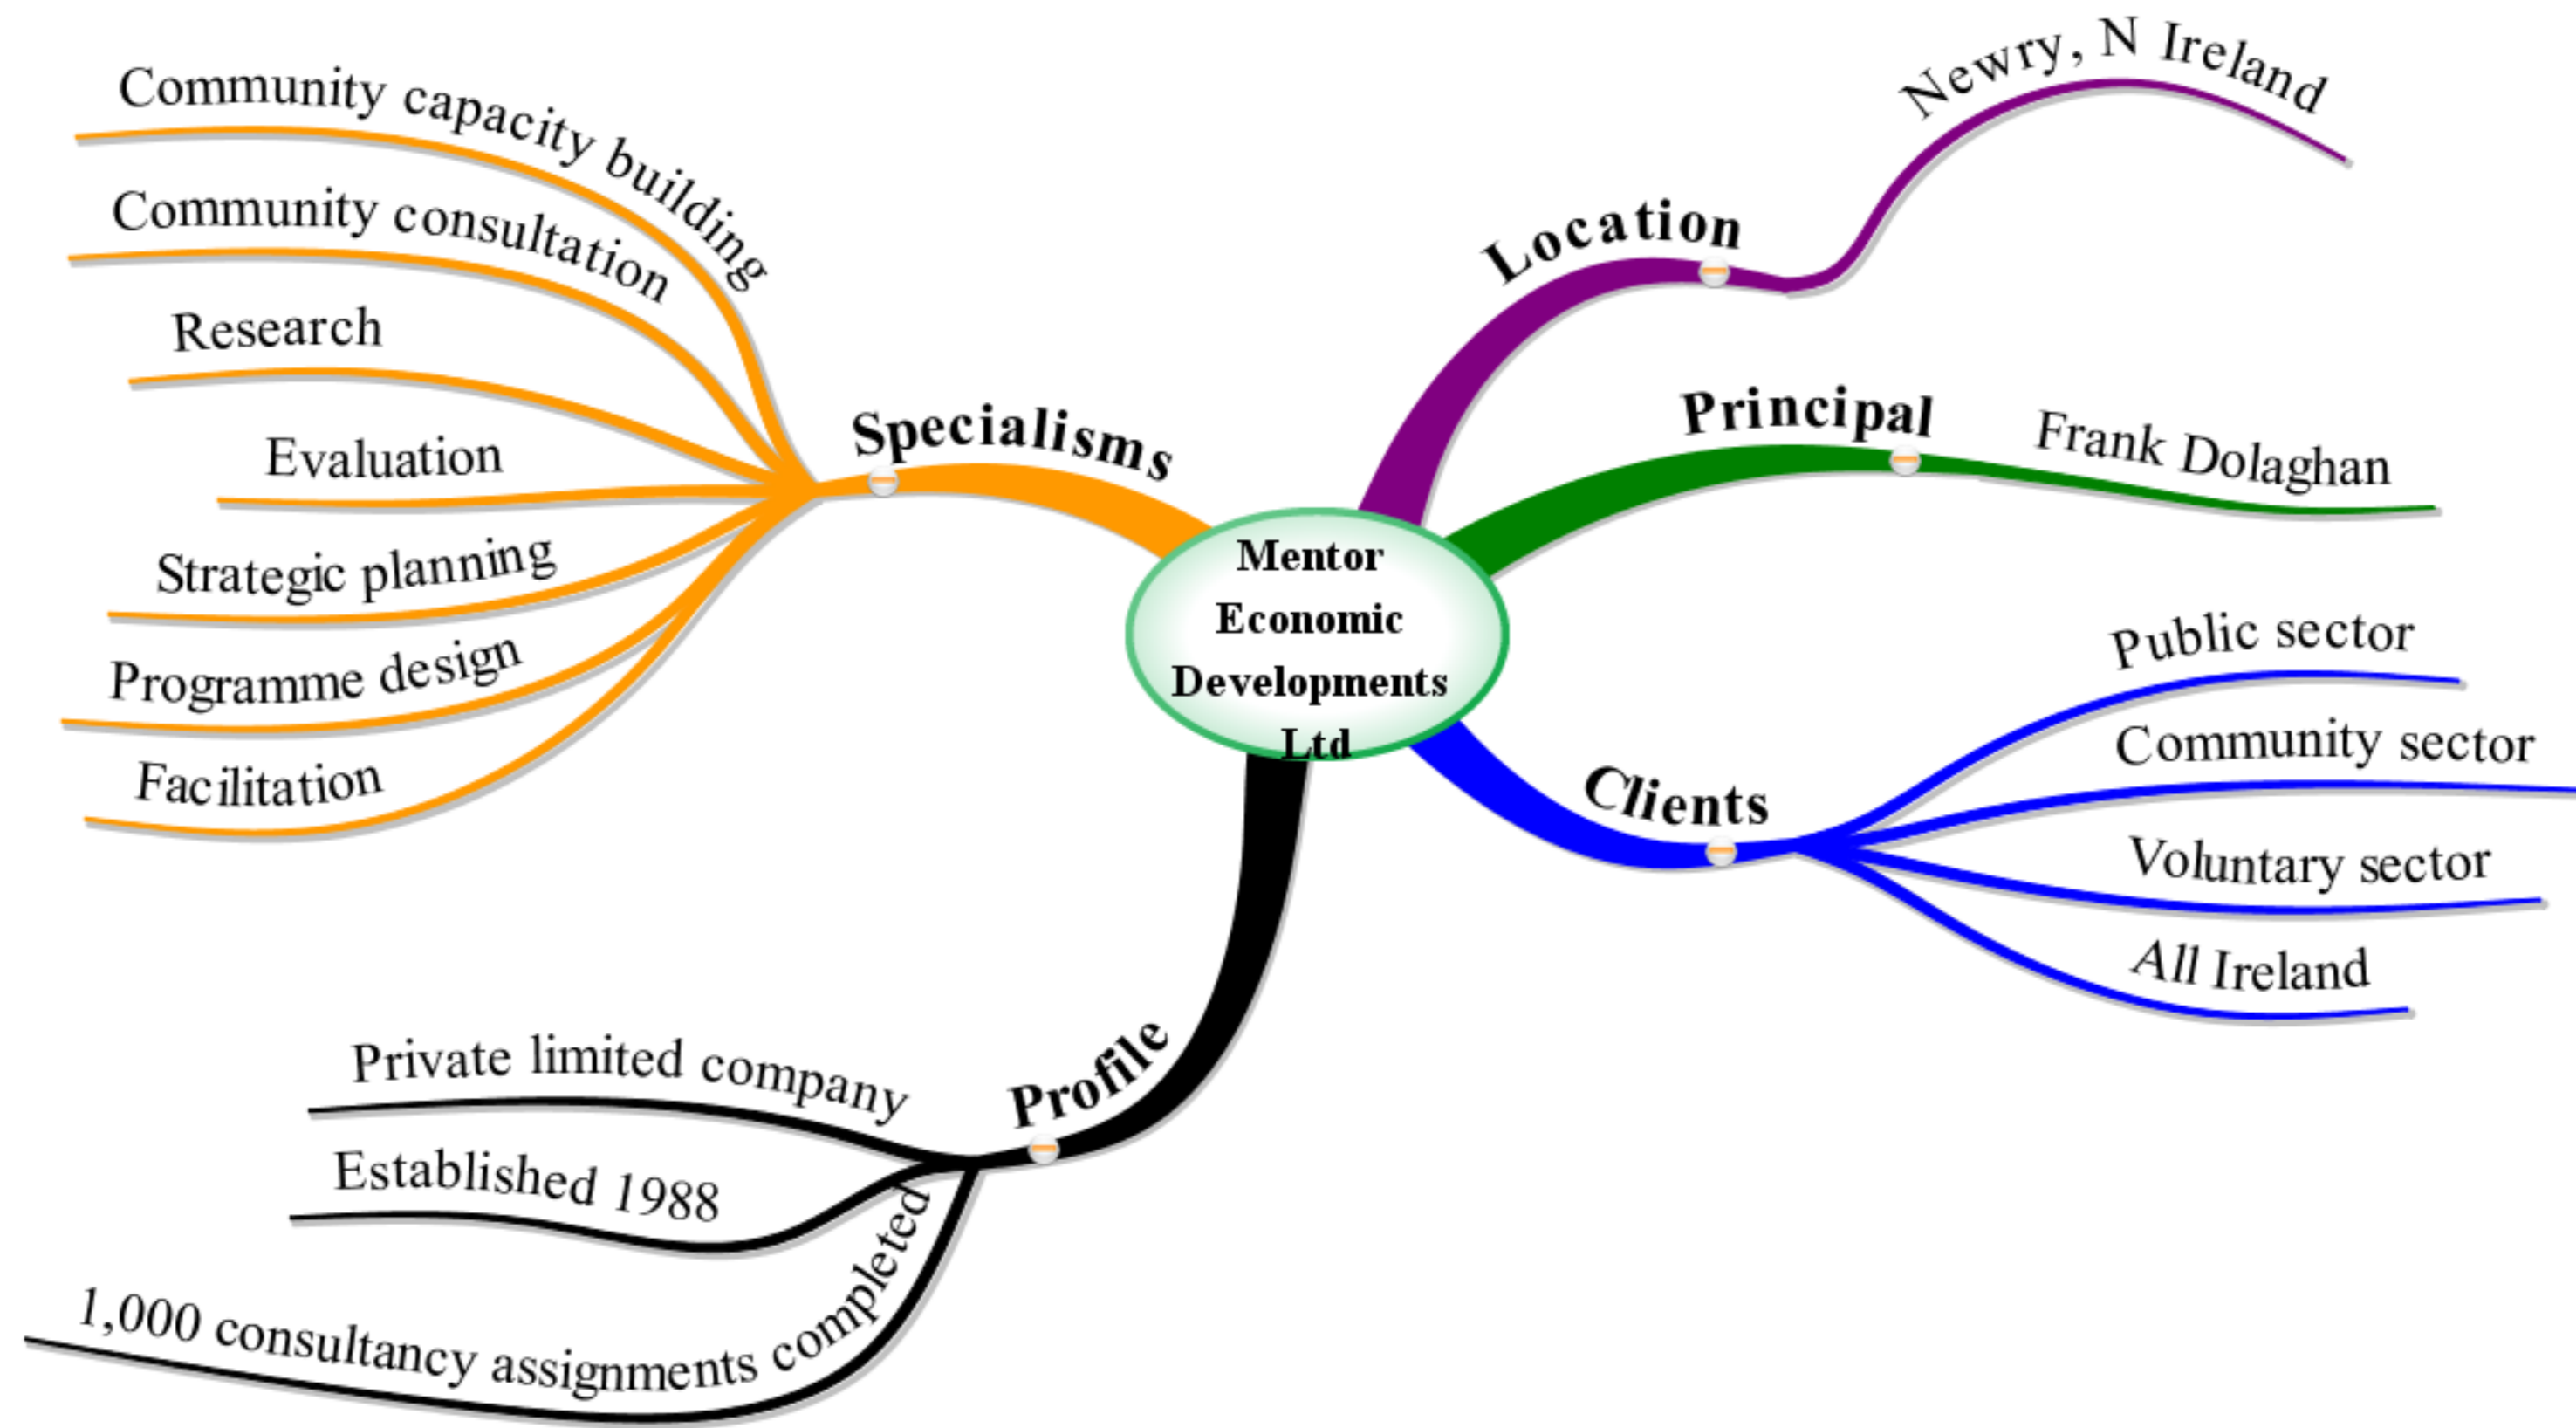 Mentor
Economic
Developments
Ltd
Location
Newry, N Ireland
Principal
Frank Dolaghan
Clients
Public sector
Community sector
Voluntary sector
All Ireland
Profile
Private limited company
Established 1988
1,000 consultancy assignments completed
Specialisms
Community capacity building
Community consultation
Research
Evaluation
Strategic planning
Programme design
Facilitation